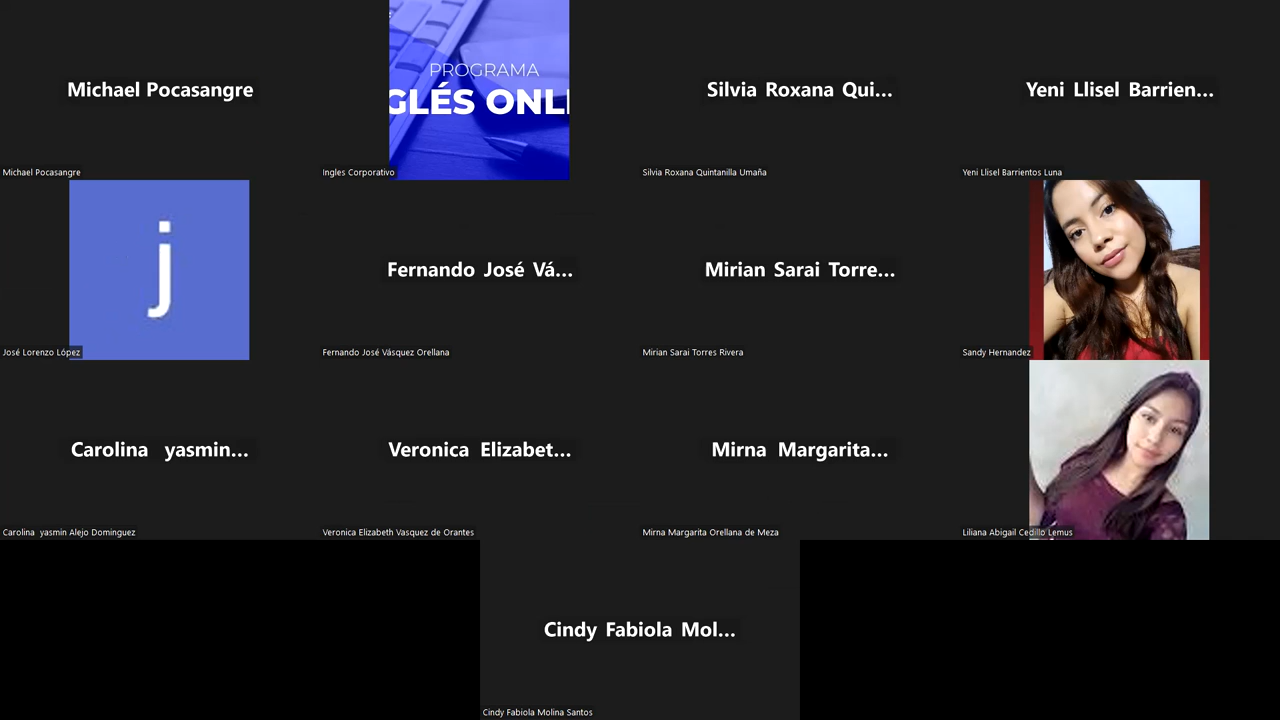 Michael Pocasangre
Michael Pocasangre
PROGRAMA
GLÉS ONLI
Ingles Corporativo
Silvia Roxana Qui...
Silvia Roxana Quintanilla Umaña
Yeni Llisel Barrien...
Yeni Llisel Barrientos Luna
j
José Lorenzo López
Fernando José Vá...
Fernando José Vásquez Orellana
Mirian Sarai Torre...
Mirian Sarai Torres Rivera
Sandy Hernandez
Carolina yasmin...
Carolina yasmin Alejo Dominguez
Veronica Elizabet...
Veronica Elizabeth Vasquez de Orantes
Mirna Margarita...
Mirna Margarita Orellana de Meza
Liliana Abigail Cedillo Lemus
Cindy Fabiola Mol...
Cindy Fabiola Molina Santos